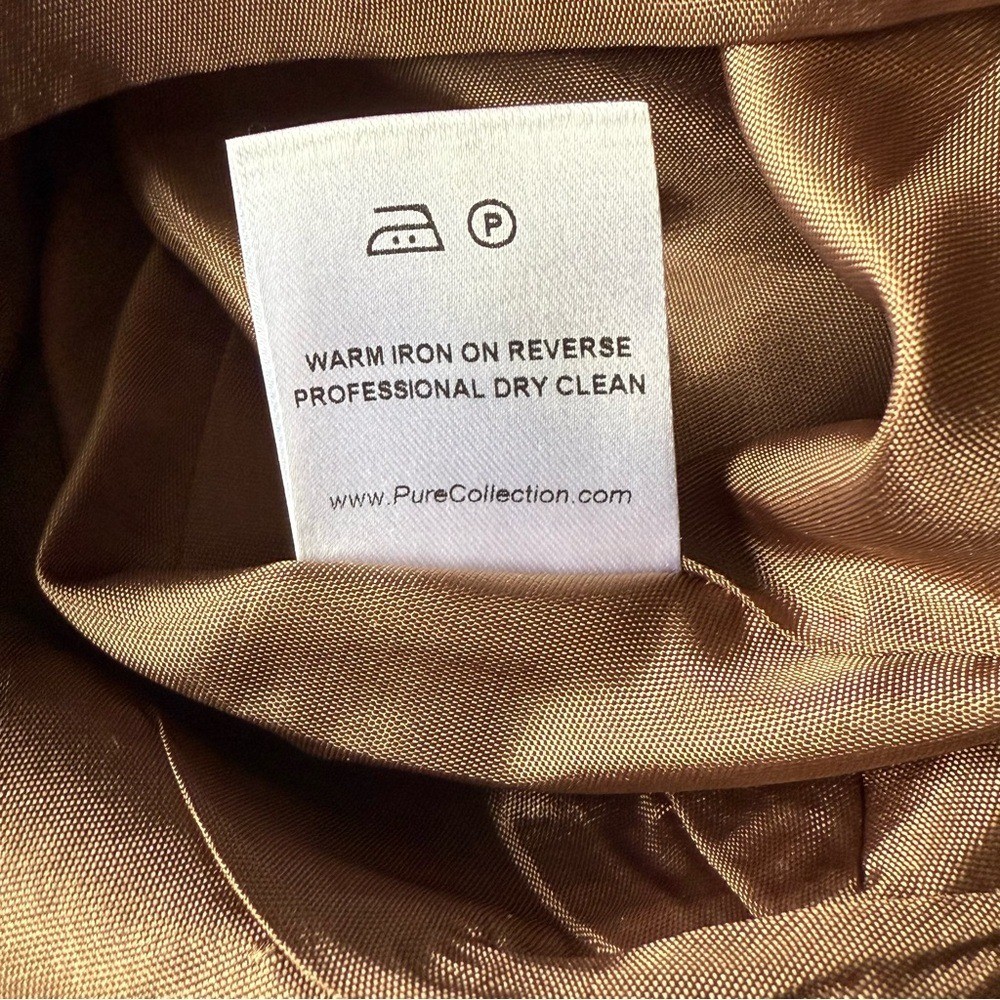 P
WARM IRON ON REVERSE
PROFESSIONAL DRY CLEAN
www.PureCollection.com